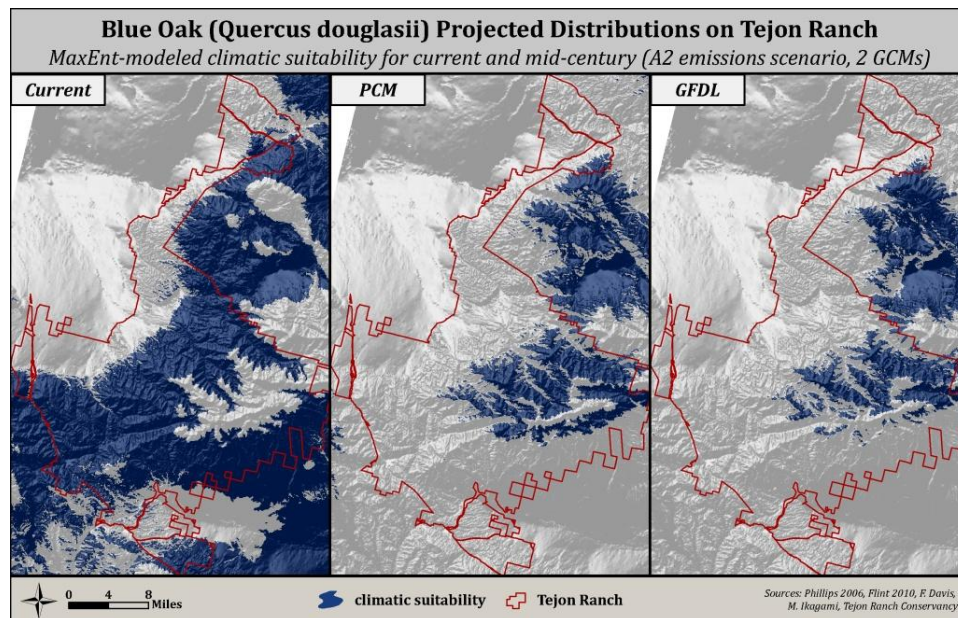 Blue Oak (Quercus douglasii) Projected Distributions on Tejon Ranch
MaxEnt-modeled climatic suitability for current and mid-century (A2 emissions scenario, 2 GCMs)
Current
PCM
GFDL
0 4 8
Miles
climatic suitability
Tejon Ranch
Sources: Phillips 2006, Flint 2010, F. Davis,
M. Ikagami, Tejon Ranch Conservancy